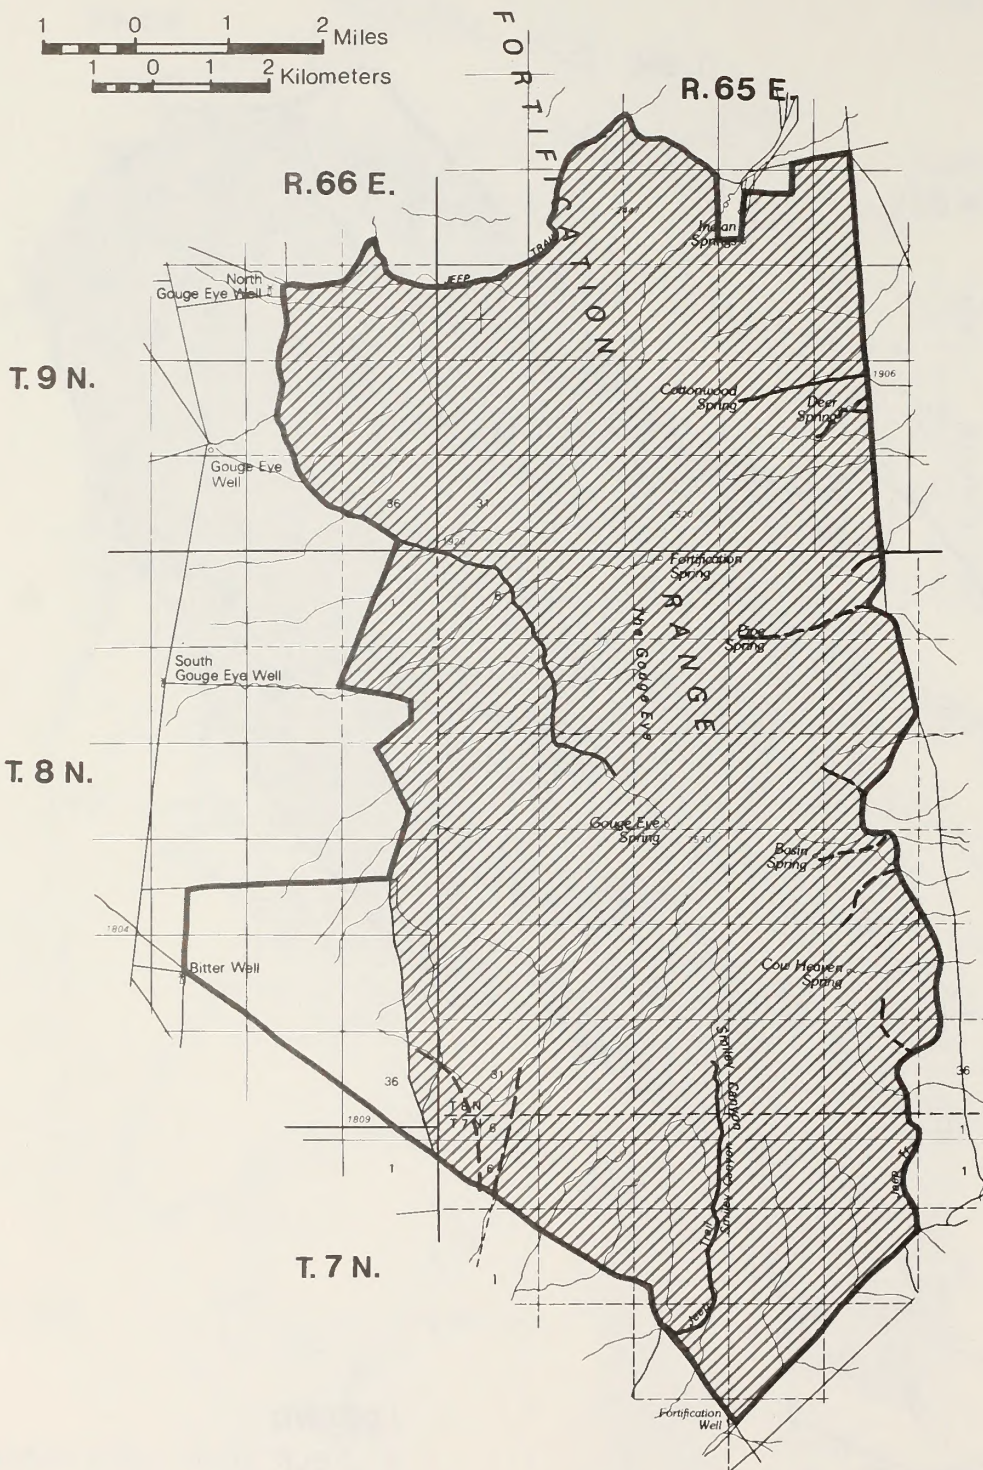 1 0 1 2 Miles
1 0 1 2 Kilometers
FORTIFICATION
R. 65 E.
R. 66 E.
Indian
Springs
JEEP TRAIL
North
Gouge Eye Well
T. 9 N.
1906
Cottonwood
Spring
Deer
Spring
Gouge Eye
Well
36 31
2520
1920
Fortification
Spring
1 6
RANGE
The Gouge Eye
Spring
South
Gouge Eye Well
T. 8 N.
Gouge Eye
Spring
Basin
Spring
1804
Bitter Well
Cow Heaven
Spring
36 31
T 8 N
T 7 N
6
1809
1 6
36
1
1
Canyon
Jeep
Jeep Trail
T. 7 N.
1
Fortification
Well